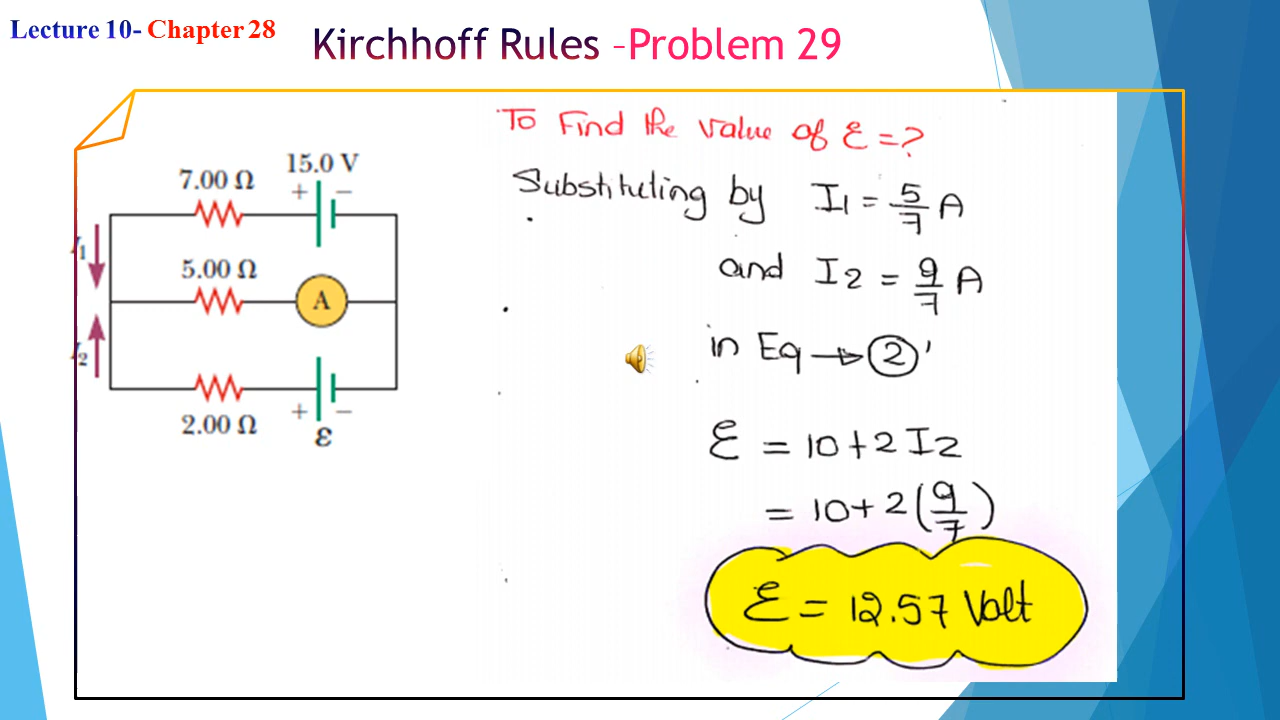 Lecture 10- Chapter 28
Kirchhoff Rules –Problem 29
To Find the value of ε = ?
Substituting by I1 = 5/7 A
and I2 = 9/7 A
in Eq → ②'
ε = 10 + 2 I2
= 10 + 2 (9/7)
ε = 12.57 Volt
15.0 V
7.00 Ω
+ −
I1
5.00 Ω
A
I2
+ −
2.00 Ω
ε